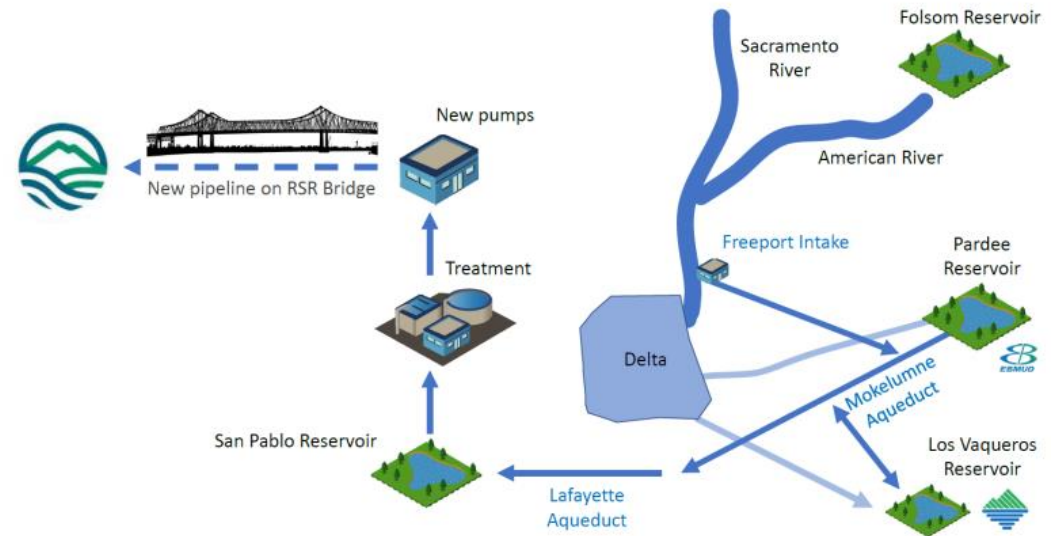 Folsom Reservoir
Sacramento
River
New pumps
American River
New pipeline on RSR Bridge
Freeport Intake
Pardee
Reservoir
Treatment
Delta
EBMUD
Mokelumne
Aqueduct
San Pablo Reservoir
Los Vaqueros
Reservoir
Lafayette
Aqueduct